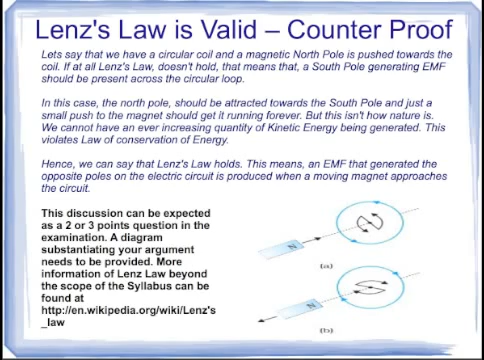 Lenz's Law is Valid – Counter Proof
Lets say that we have a circular coil and a magnetic North Pole is pushed towards the
coil. If at all Lenz's Law, doesn't hold, that means that, a South Pole generating EMF
should be present across the circular loop.
In this case, the north pole, should be attracted towards the South Pole and just a
small push to the magnet should get it running forever. But this isn't how nature is.
We cannot have an ever increasing quantity of Kinetic Energy being generated. This
violates Law of conservation of Energy.
Hence, we can say that Lenz's Law holds. This means, an EMF that generated the
opposite poles on the electric circuit is produced when a moving magnet approaches
the circuit.
This discussion can be expected
as a 2 or 3 points question in the
examination. A diagram
substantiating your argument
needs to be provided. More
information of Lenz Law beyond
the scope of the Syllabus can be
found at
http://en.wikipedia.org/wiki/Lenz's
_law
N
(a)
N
(b)